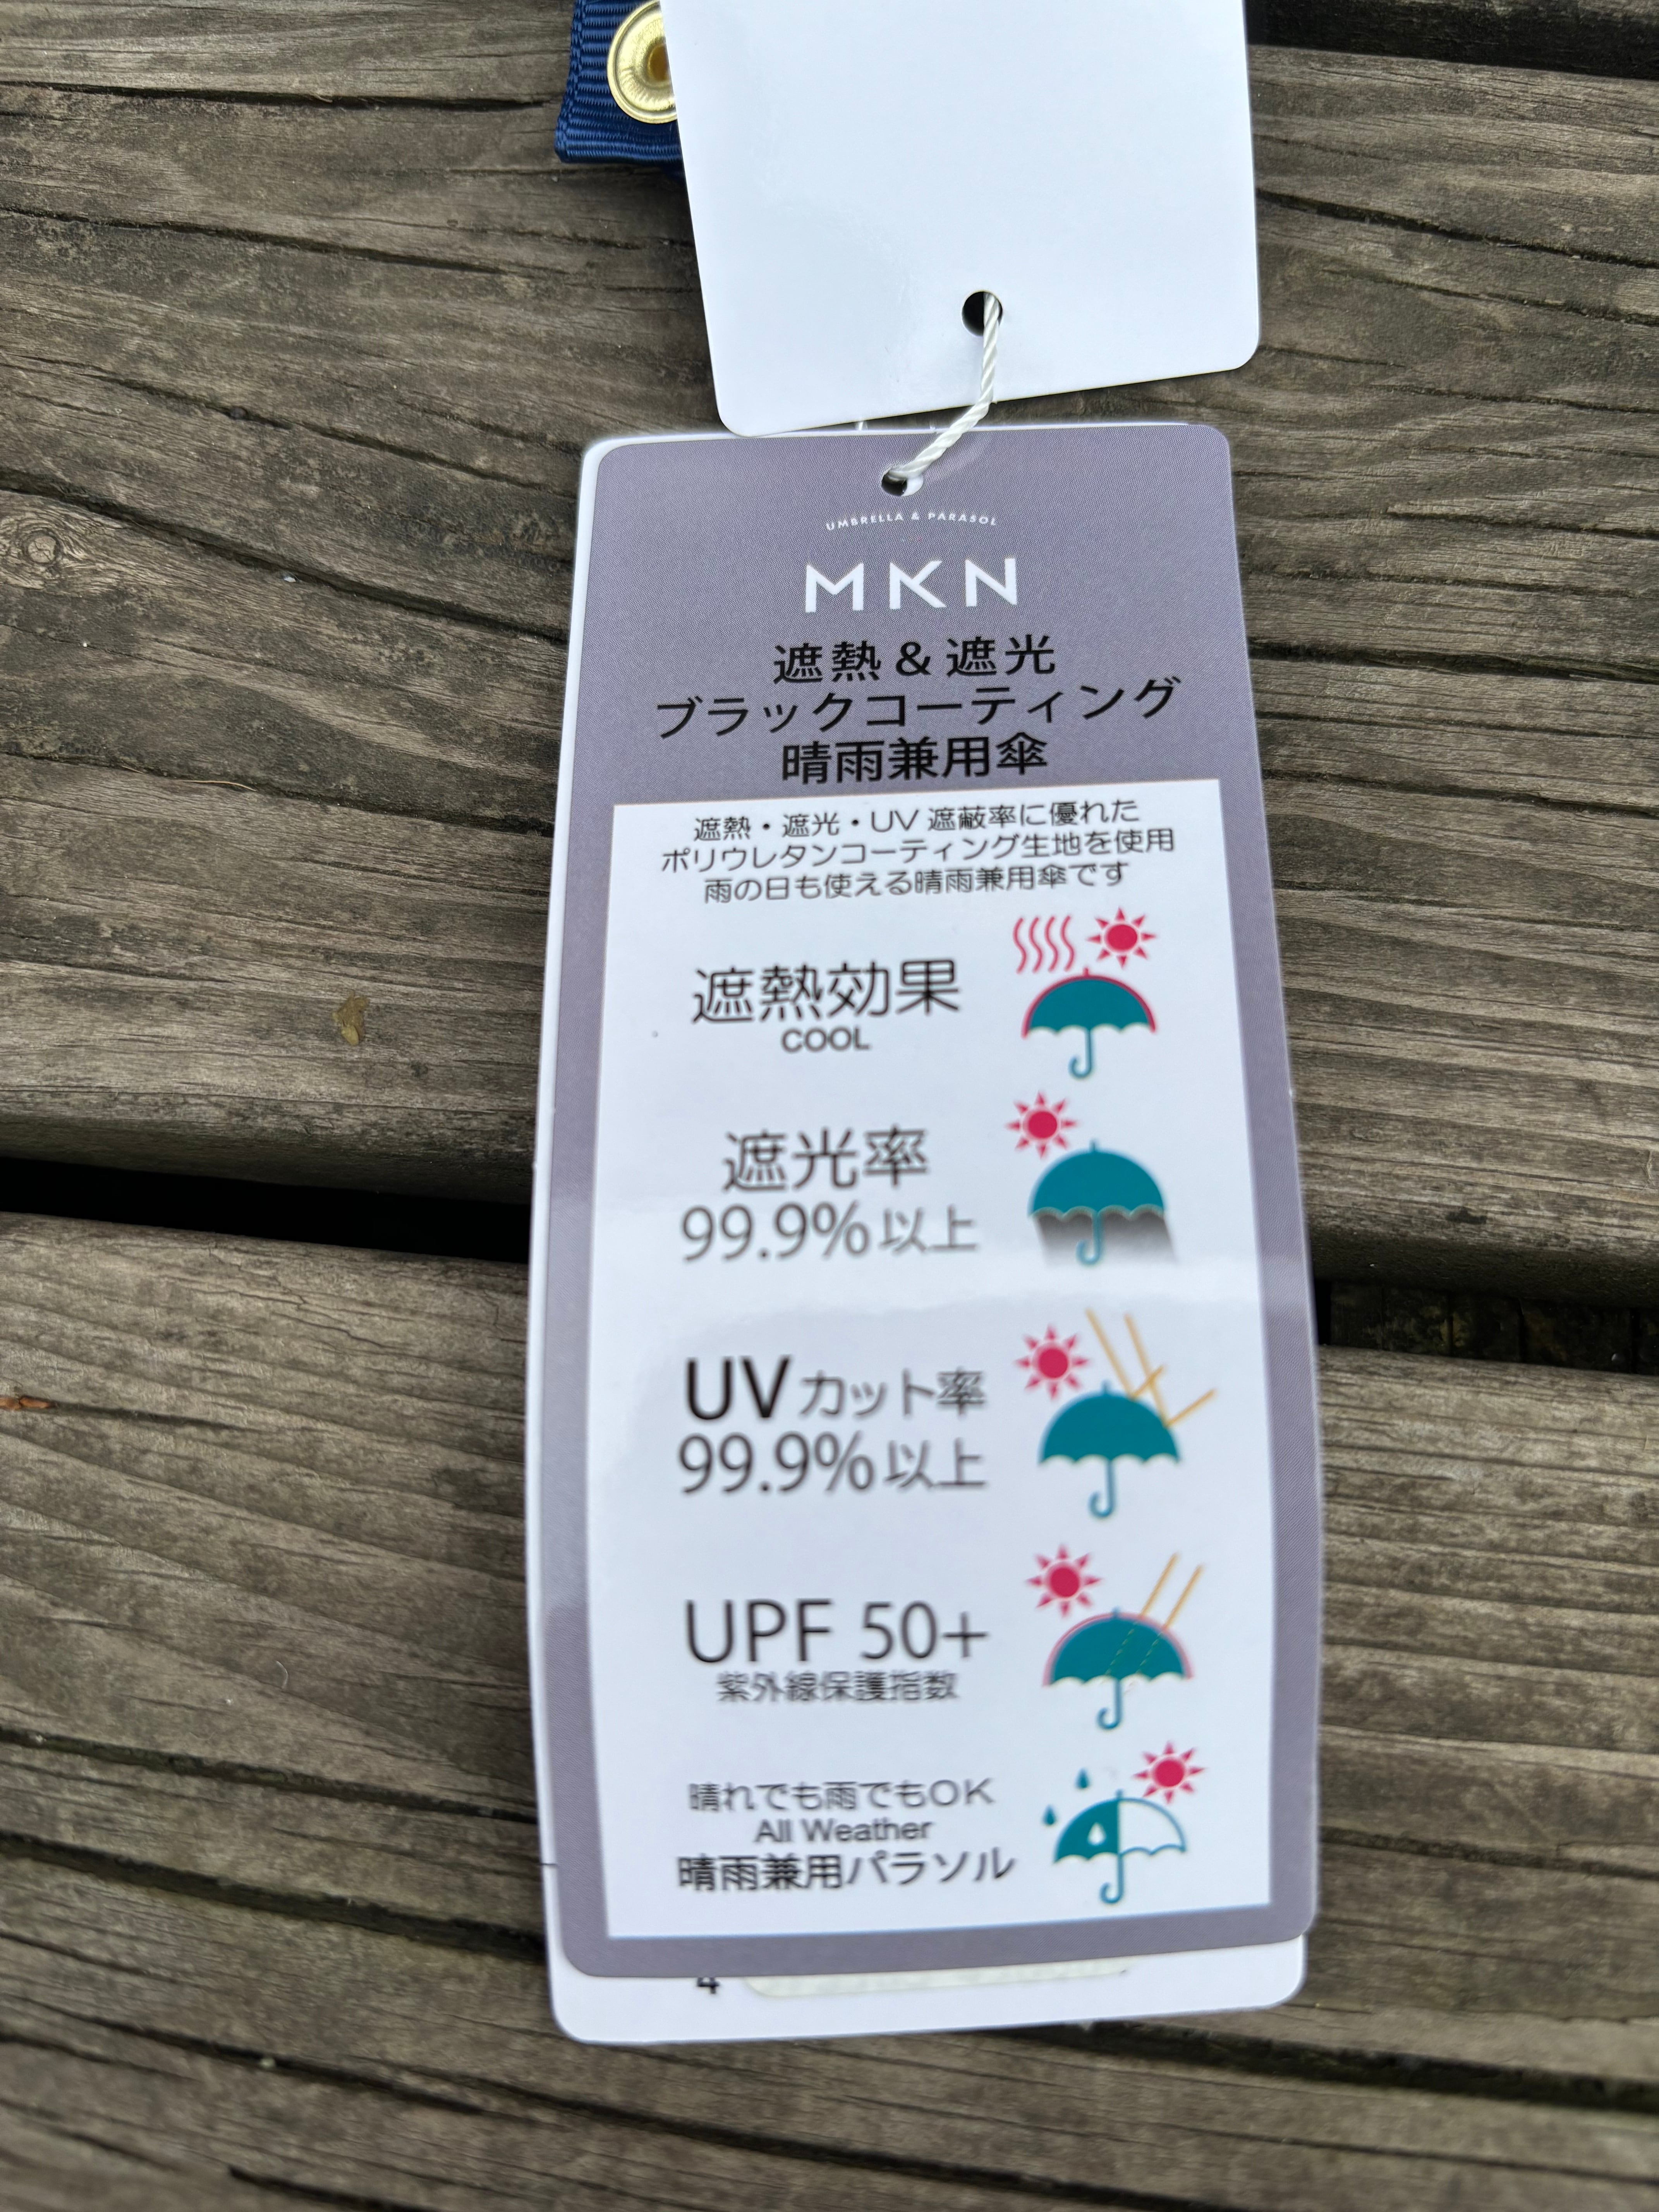 UMBRELLA & PARASOL
MKN
遮熱&遮光
ブラックコーティング
晴雨兼用傘
遮熱・遮光・UV 遮蔽率に優れた
ポリウレタンコーティング生地を使用
雨の日も使える晴雨兼用傘です
遮熱効果
COOL
遮光率
99.9%以上
UVカット率
99.9%以上
UPF 50+
紫外線保護指数
晴れでも雨でもOK
All Weather
晴雨兼用パラソル
4